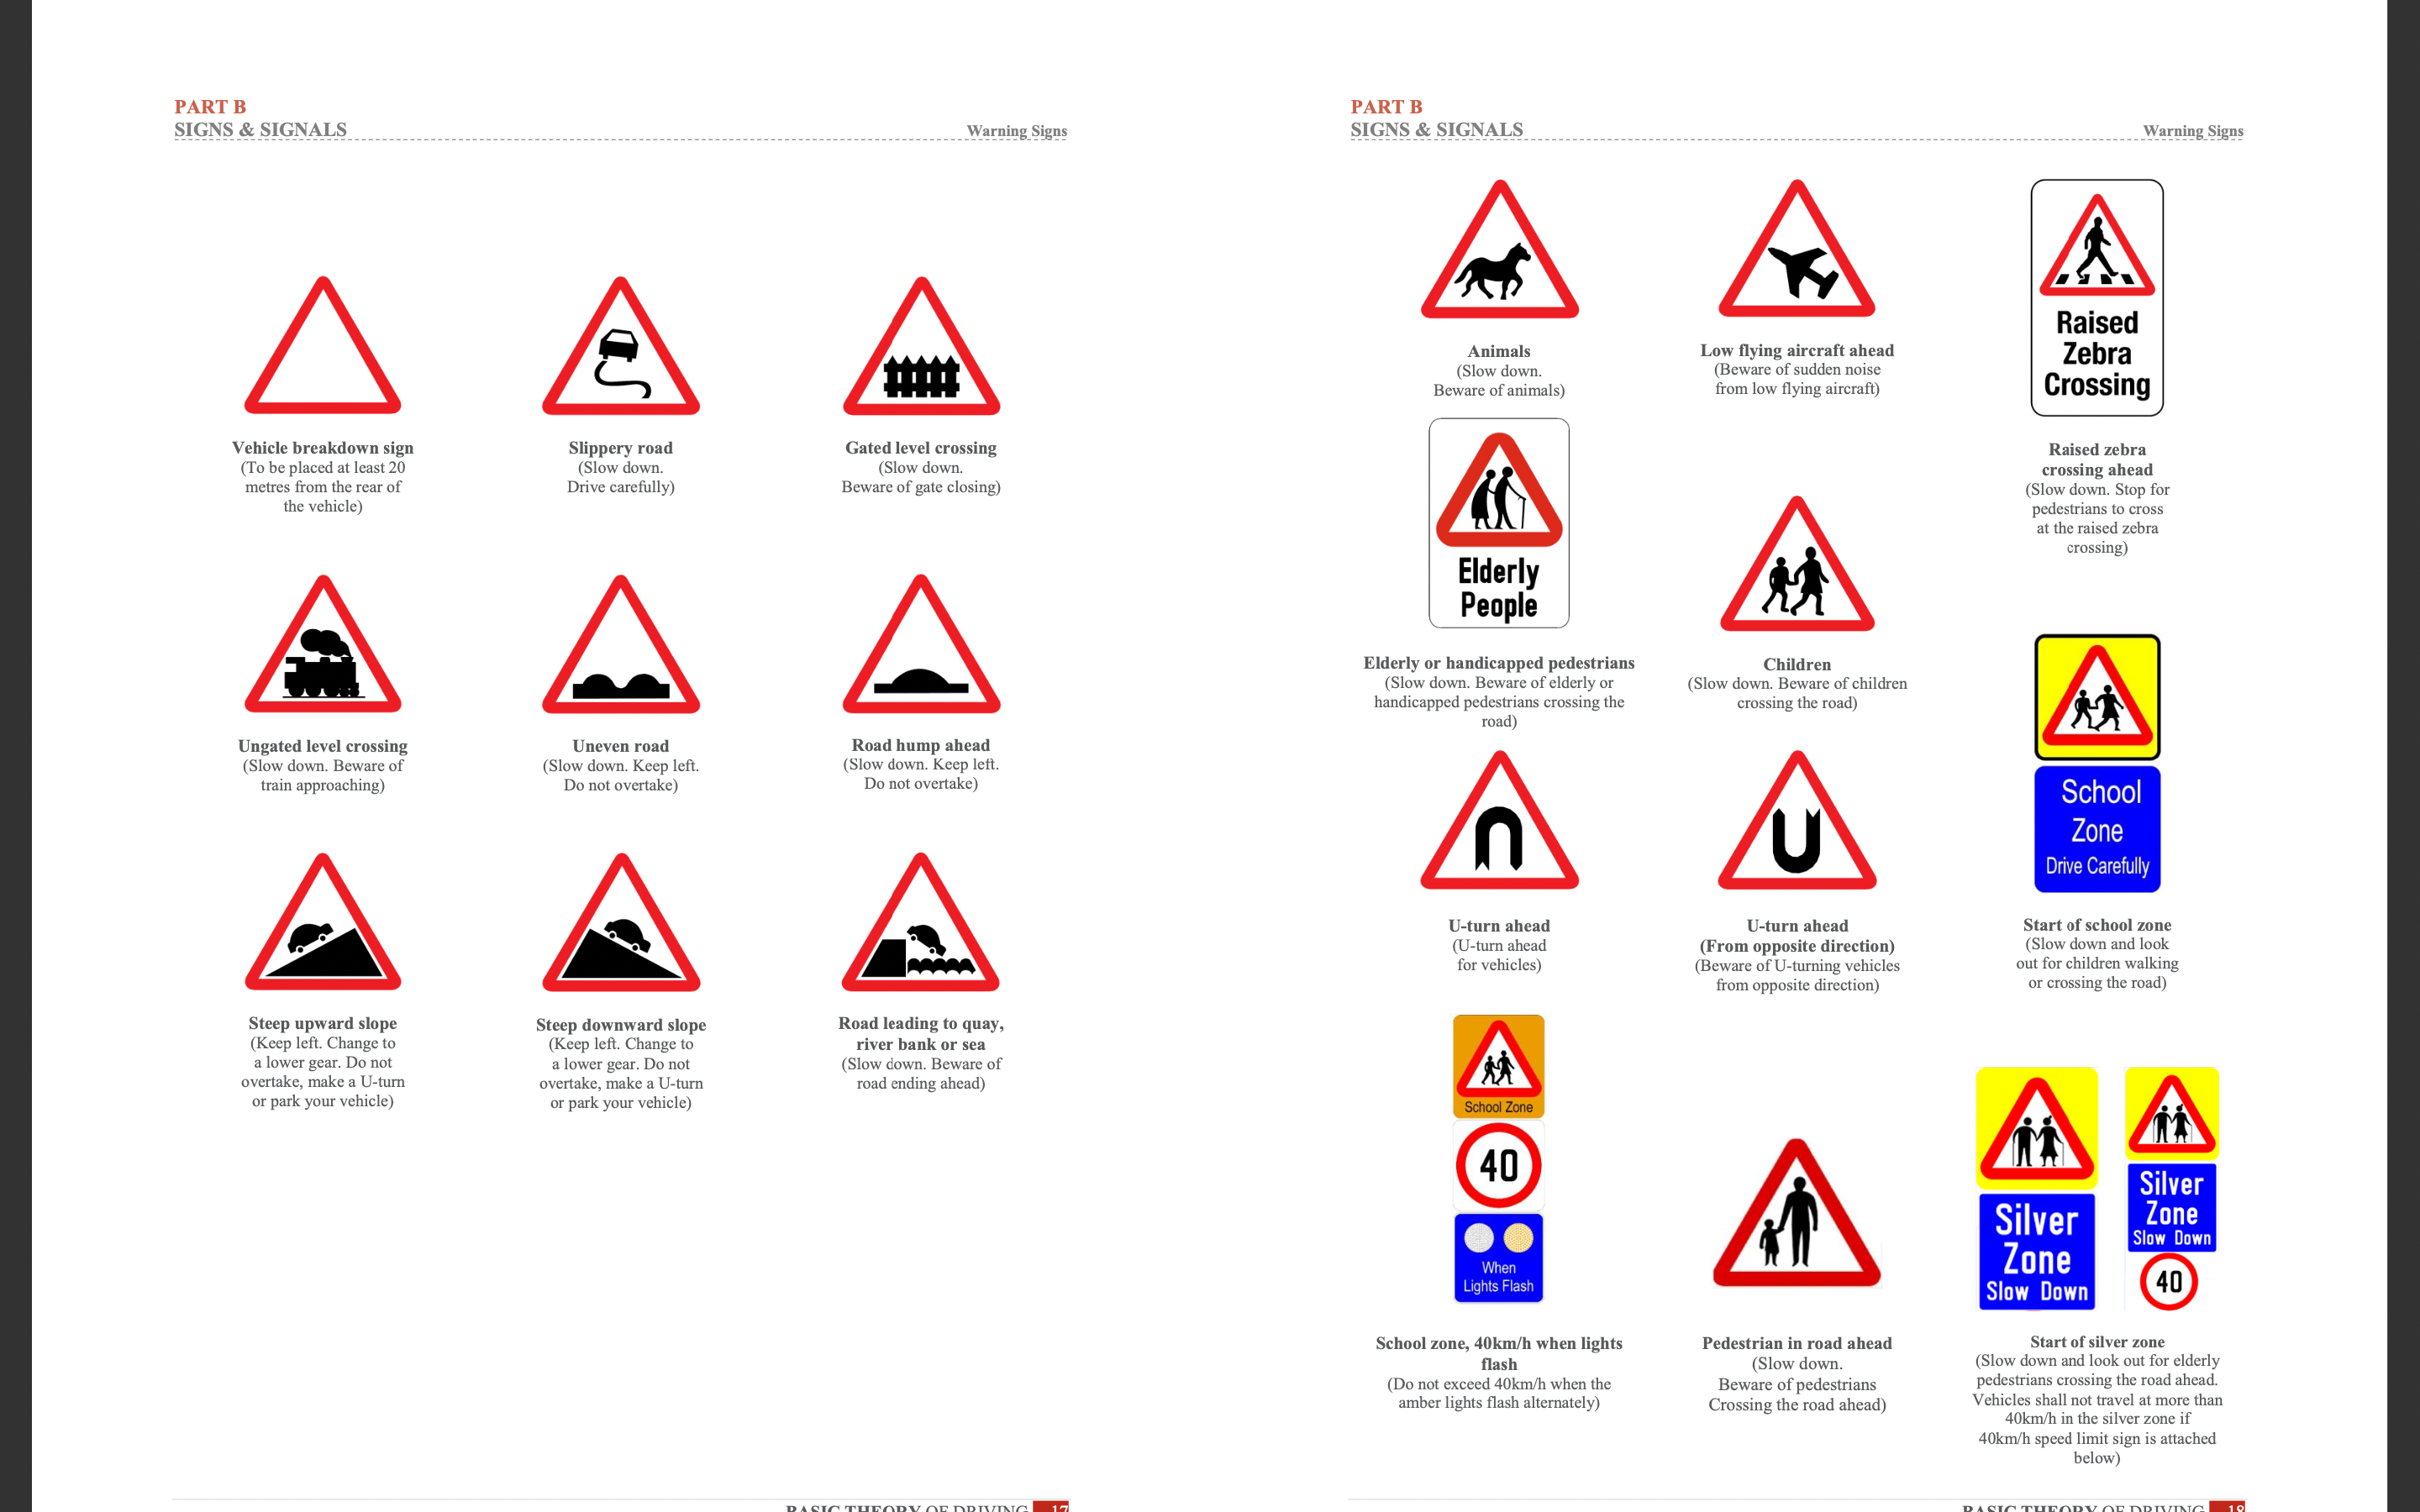 PART B
SIGNS & SIGNALS
Warning Signs
Vehicle breakdown sign
(To be placed at least 20
metres from the rear of
the vehicle)
Slippery road
(Slow down.
Drive carefully)
Gated level crossing
(Slow down.
Beware of gate closing)
Ungated level crossing
(Slow down. Beware of
train approaching)
Uneven road
(Slow down. Keep left.
Do not overtake)
Road hump ahead
(Slow down. Keep left.
Do not overtake)
Steep upward slope
(Keep left. Change to
a lower gear. Do not
overtake, make a U-turn
or park your vehicle)
Steep downward slope
(Keep left. Change to
a lower gear. Do not
overtake, make a U-turn
or park your vehicle)
Road leading to quay,
river bank or sea
(Slow down. Beware of
road ending ahead)
BASIC THEORY OF DRIVING 17
PART B
SIGNS & SIGNALS
Warning Signs
Animals
(Slow down.
Beware of animals)
Low flying aircraft ahead
(Beware of sudden noise
from low flying aircraft)
Raised
Zebra
Crossing
Raised zebra
crossing ahead
(Slow down. Stop for
pedestrians to cross
at the raised zebra
crossing)
Elderly
People
Elderly or handicapped pedestrians
(Slow down. Beware of elderly or
handicapped pedestrians crossing the
road)
Children
(Slow down. Beware of children
crossing the road)
School
Zone
Drive Carefully
Start of school zone
(Slow down and look
out for children walking
or crossing the road)
U-turn ahead
(U-turn ahead
for vehicles)
U-turn ahead
(From opposite direction)
(Beware of U-turning vehicles
from opposite direction)
School Zone
40
When
Lights Flash
School zone, 40km/h when lights
flash
(Do not exceed 40km/h when the
amber lights flash alternately)
Pedestrian in road ahead
(Slow down.
Beware of pedestrians
Crossing the road ahead)
Silver
Zone
Slow Down
Silver
Zone
Slow Down
40
Start of silver zone
(Slow down and look out for elderly
pedestrians crossing the road ahead.
Vehicles shall not travel at more than
40km/h in the silver zone if
40km/h speed limit sign is attached
below)
BASIC THEORY OF DRIVING 18